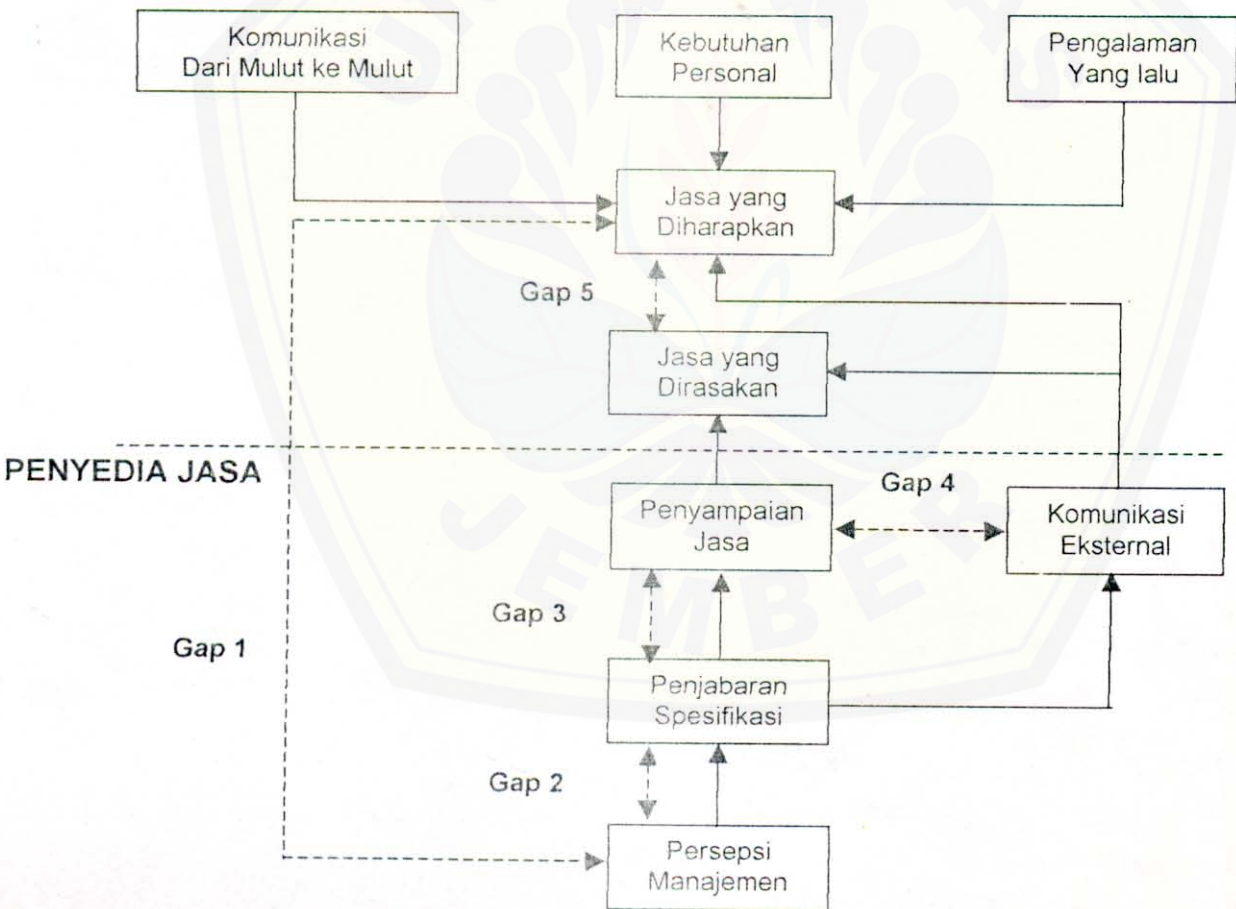 Komunikasi
Dari Mulut ke Mulut
Kebutuhan
Personal
Pengalaman
Yang lalu
Jasa yang
Diharapkan
Gap 5
Jasa yang
Dirasakan
PENYEDIA JASA
Gap 4
Penyampaian
Jasa
Komunikasi
Eksternal
Gap 3
Gap 1
Penjabaran
Spesifikasi
Gap 2
Persepsi
Manajemen
JEMBER